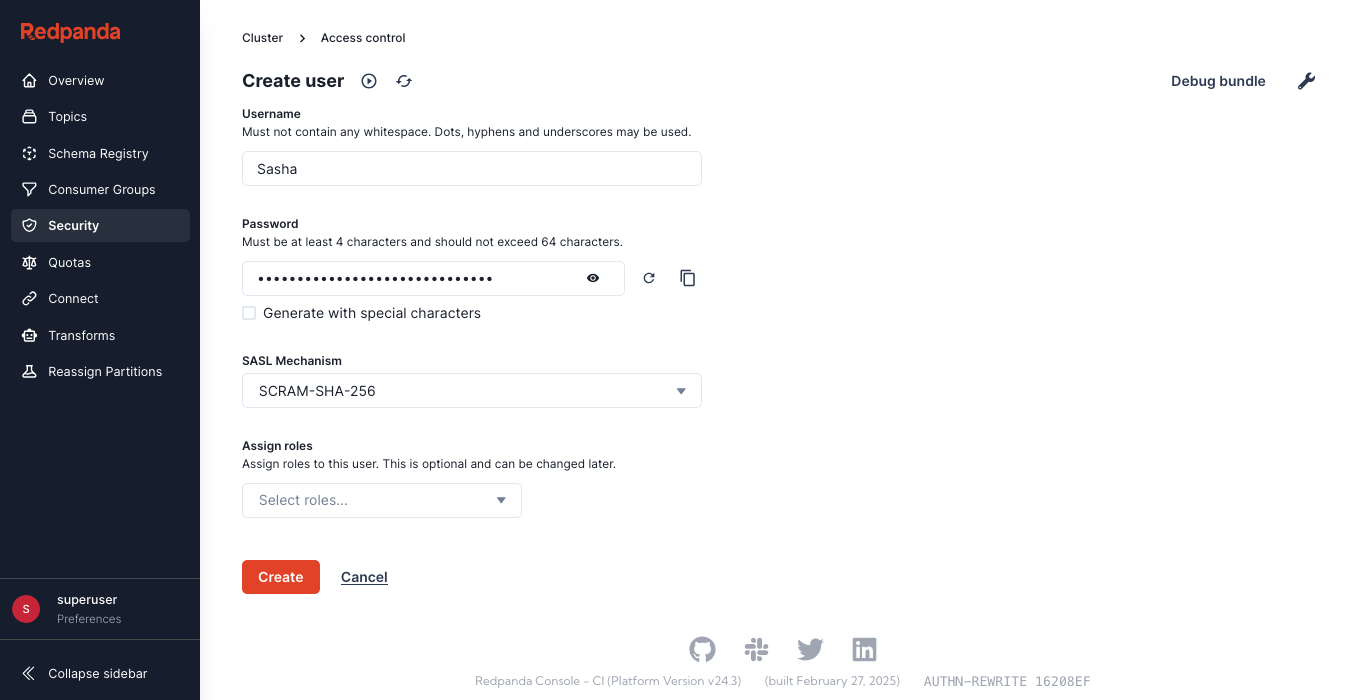 Redpanda
Overview
Topics
Schema Registry
Consumer Groups
Security
Quotas
Connect
Transforms
Reassign Partitions
S
superuser
Preferences
Collapse sidebar
Cluster
Access control
Create user
Debug bundle
Username
Must not contain any whitespace. Dots, hyphens and underscores may be used.
Sasha
Password
Must be at least 4 characters and should not exceed 64 characters.
••••••••••••••••••••••••••••••
Generate with special characters
SASL Mechanism
SCRAM-SHA-256
Assign roles
Assign roles to this user. This is optional and can be changed later.
Select roles...
Create Cancel
Redpanda Console - CI (Platform Version v24.3) (built February 27, 2025) AUTHN-REWRITE 16208EF